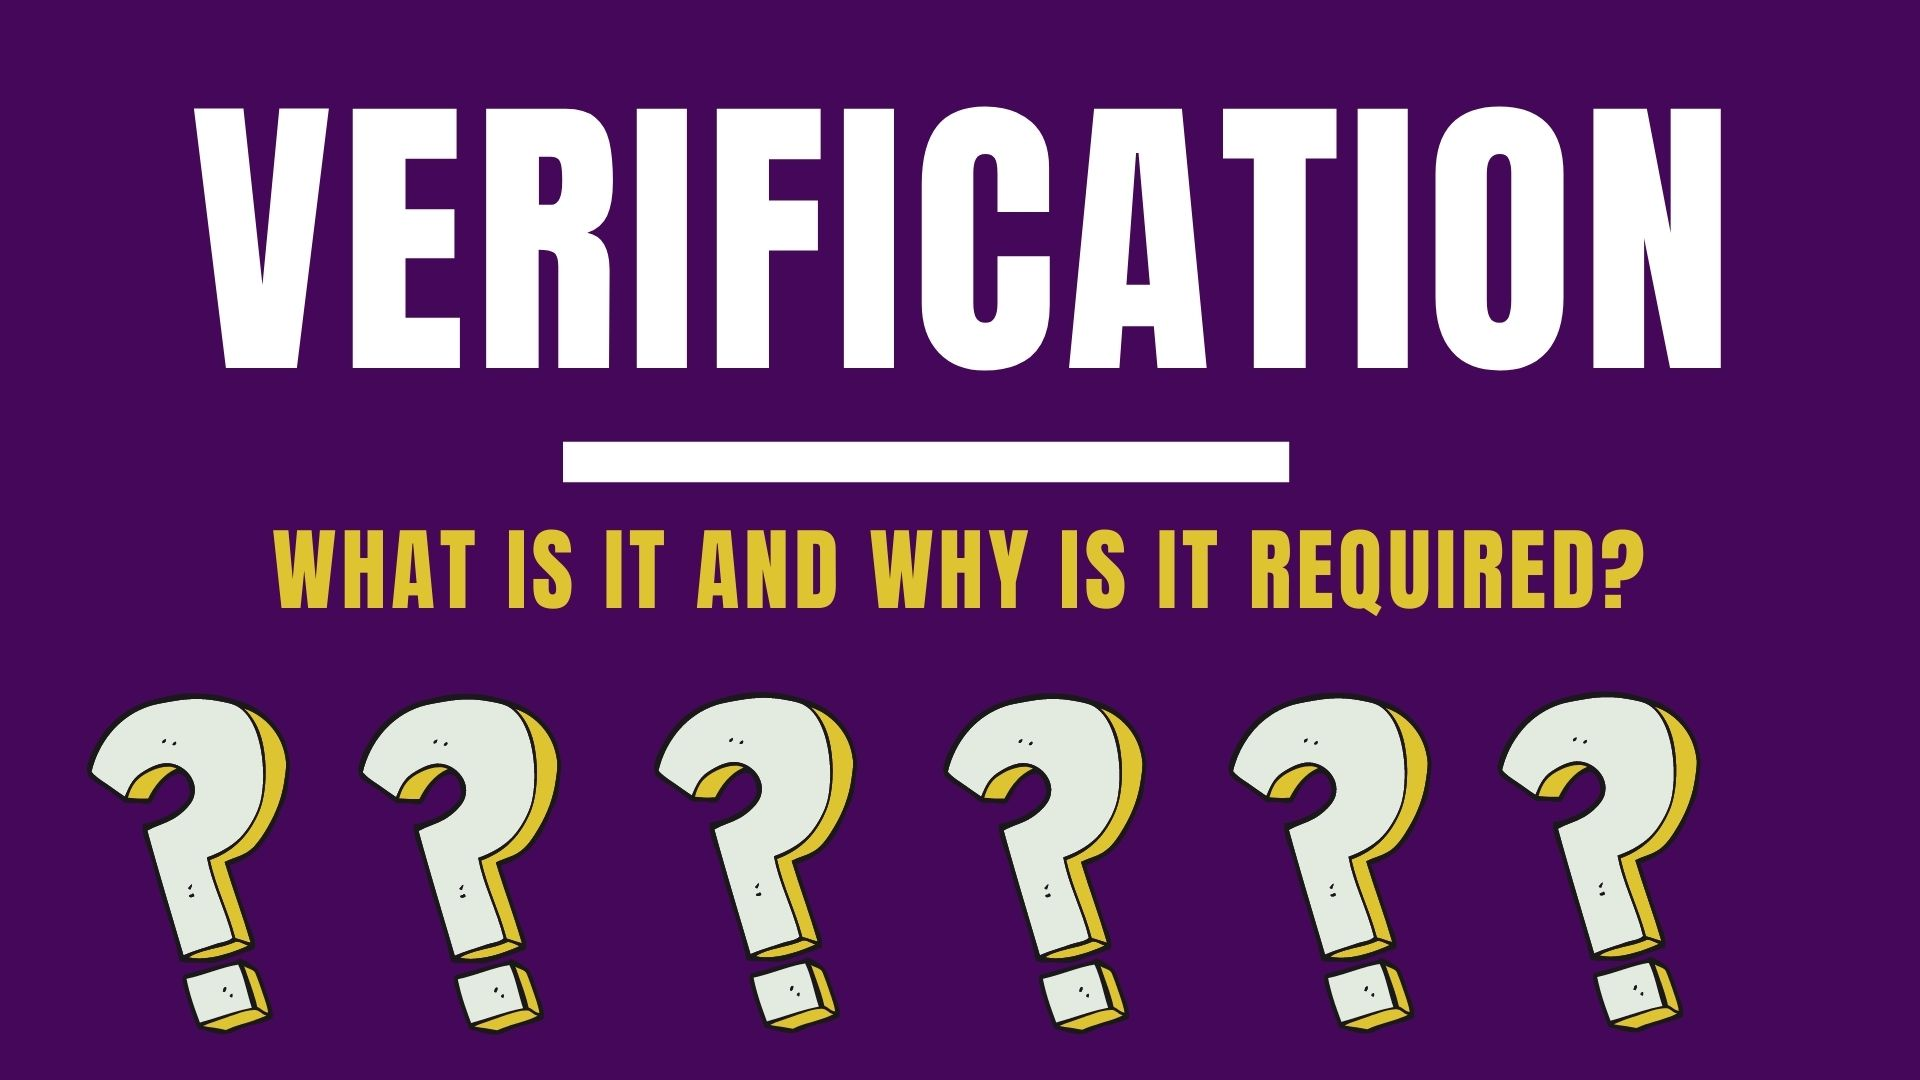 VERIFICATION
WHAT IS IT AND WHY IS IT REQUIRED?
? ? ? ? ? ?